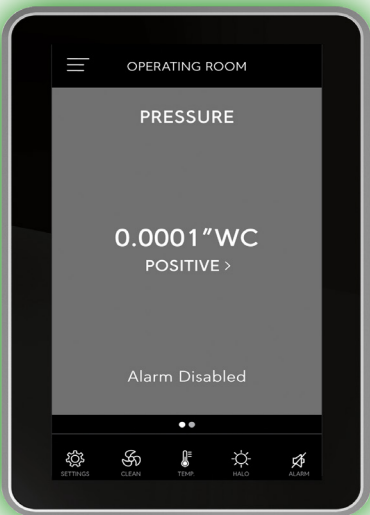 OPERATING ROOM
PRESSURE
0.0001"WC
POSITIVE >
Alarm Disabled
SETTINGS CLEAN TEMP. HALO ALARM